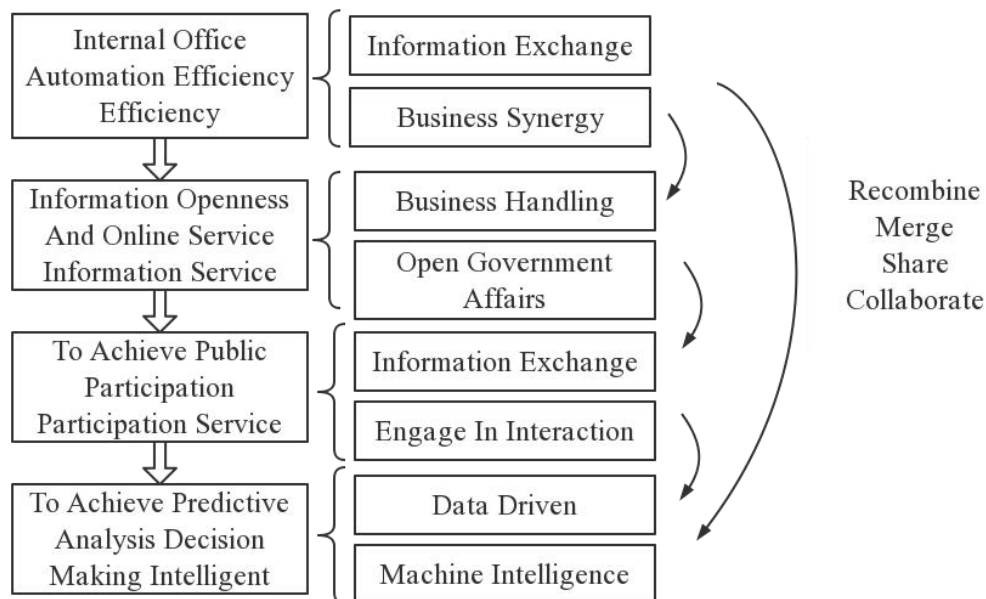 Internal Office
Automation Efficiency
Efficiency
Information Exchange
Business Synergy
Information Openness
And Online Service
Information Service
Business Handling
Open Government
Affairs
To Achieve Public
Participation
Participation Service
Information Exchange
Engage In Interaction
To Achieve Predictive
Analysis Decision
Making Intelligent
Data Driven
Machine Intelligence
Recombine
Merge
Share
Collaborate